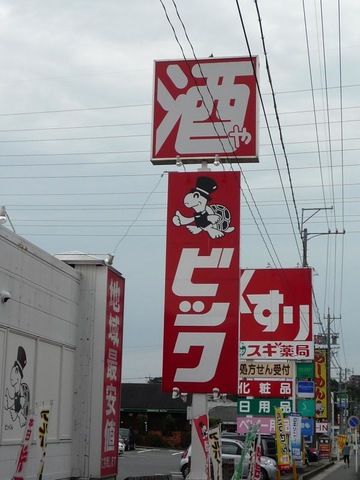 酒や
ビック
くすり
スギ薬局
処方せん受付
化粧品
日用品
地域最安値